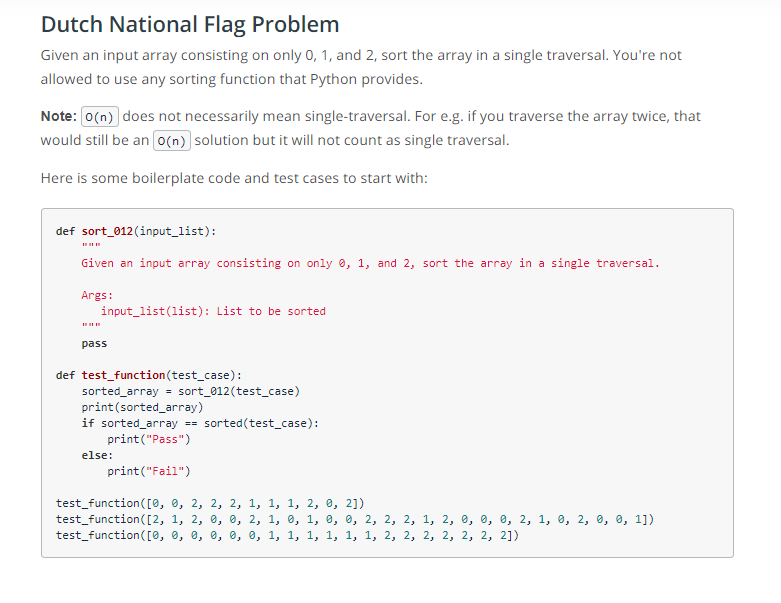 Dutch National Flag Problem
Given an input array consisting on only 0, 1, and 2, sort the array in a single traversal. You're not
allowed to use any sorting function that Python provides.
Note: O(n) does not necessarily mean single-traversal. For e.g. if you traverse the array twice, that
would still be an O(n) solution but it will not count as single traversal.
Here is some boilerplate code and test cases to start with:
def sort_012(input_list):
    """
    Given an input array consisting on only 0, 1, and 2, sort the array in a single traversal.
    Args:
       input_list(list): List to be sorted
    """
    pass
def test_function(test_case):
    sorted_array = sort_012(test_case)
    print(sorted_array)
    if sorted_array == sorted(test_case):
        print("Pass")
    else:
        print("Fail")
test_function([0, 0, 2, 2, 2, 1, 1, 1, 2, 0, 2])
test_function([2, 1, 2, 0, 0, 2, 1, 0, 1, 0, 0, 2, 2, 2, 1, 2, 0, 0, 0, 2, 1, 0, 2, 0, 0, 1])
test_function([0, 0, 0, 0, 0, 0, 1, 1, 1, 1, 1, 1, 2, 2, 2, 2, 2, 2, 2])